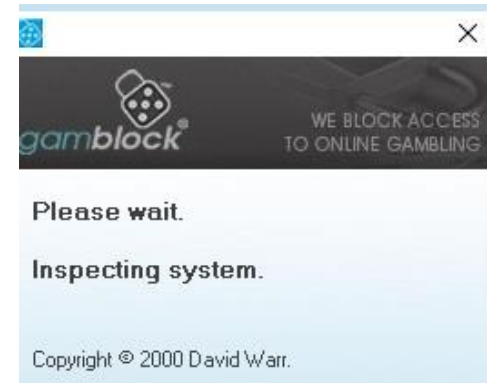 gamblock®
WE BLOCK ACCESS
TO ONLINE GAMBLING
Please wait.
Inspecting system.
Copyright © 2000 David Warr.